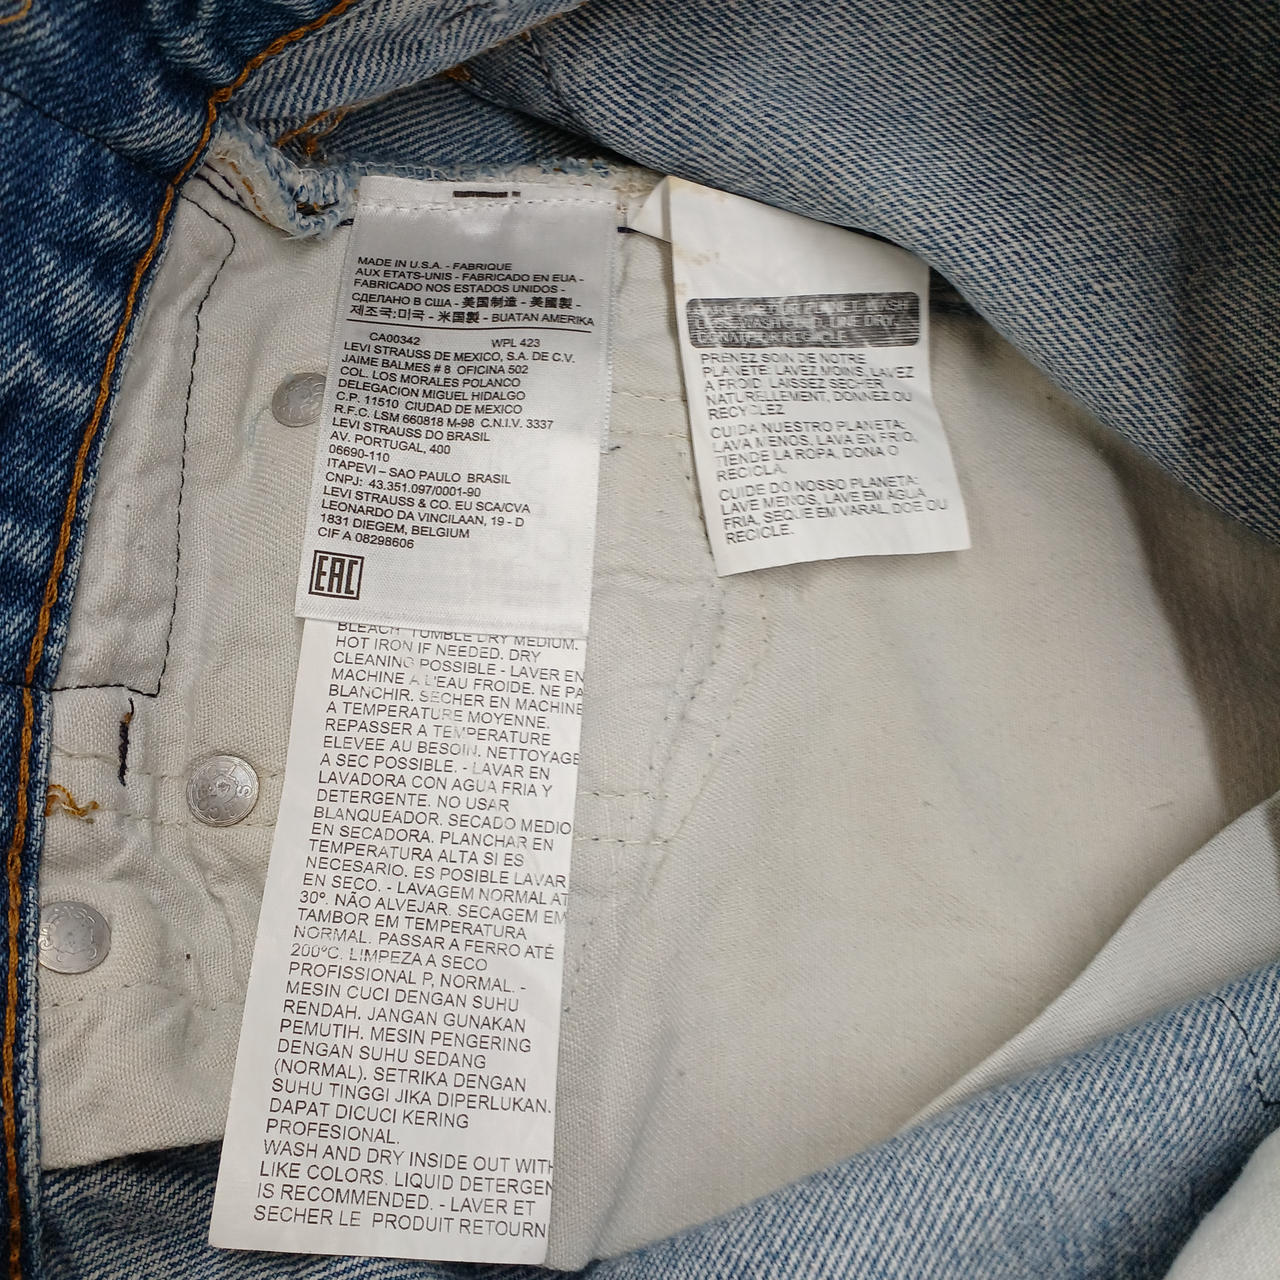 MADE IN U.S.A. - FABRIQUE
AUX ETATS-UNIS - FABRICADO EN EUA -
FABRICADO NOS ESTADOS UNIDOS -
СДЕЛАНО В США - 美国制造 - 美國製 -
제조국:미국 - 米国製 - BUATAN AMERIKA
CA00342 WPL 423
LEVI STRAUSS DE MEXICO, S.A. DE C.V.
JAIME BALMES # 8 OFICINA 502
COL. LOS MORALES POLANCO
DELEGACION MIGUEL HIDALGO
C.P. 11510 CIUDAD DE MEXICO
R.F.C. LSM 660818 M-98 C.N.I.V. 3337
LEVI STRAUSS DO BRASIL
AV. PORTUGAL, 400
06690-110
ITAPEVI – SAO PAULO BRASIL
CNPJ: 43.351.097/0001-90
LEVI STRAUSS & CO. EU SCA/CVA
LEONARDO DA VINCILAAN, 19 - D
1831 DIEGEM, BELGIUM
CIF A 08298606
EAC
BLEACH TUMBLE DRY MEDIUM.
HOT IRON IF NEEDED. DRY
CLEANING POSSIBLE - LAVER EN
MACHINE A L'EAU FROIDE. NE PA
BLANCHIR. SECHER EN MACHINE
A TEMPERATURE MOYENNE.
REPASSER A TEMPERATURE
ELEVEE AU BESOIN. NETTOYAGE
A SEC POSSIBLE. - LAVAR EN
LAVADORA CON AGUA FRIA Y
DETERGENTE. NO USAR
BLANQUEADOR. SECADO MEDIO
EN SECADORA. PLANCHAR EN
TEMPERATURA ALTA SI ES
NECESARIO. ES POSIBLE LAVAR
EN SECO. - LAVAGEM NORMAL AT
30º. NÃO ALVEJAR. SECAGEM EM
TAMBOR EM TEMPERATURA
NORMAL. PASSAR A FERRO ATÉ
200ºC. LIMPEZA A SECO
PROFISSIONAL P, NORMAL. -
MESIN CUCI DENGAN SUHU
RENDAH. JANGAN GUNAKAN
PEMUTIH. MESIN PENGERING
DENGAN SUHU SEDANG
(NORMAL). SETRIKA DENGAN
SUHU TINGGI JIKA DIPERLUKAN.
DAPAT DICUCI KERING
PROFESIONAL.
WASH AND DRY INSIDE OUT WITH
LIKE COLORS. LIQUID DETERGEN
IS RECOMMENDED. - LAVER ET
SECHER LE PRODUIT RETOURN
PRENEZ SOIN DE NOTRE
PLANETE: LAVEZ MOINS, LAVEZ
A FROID, LAISSEZ SECHER
NATURELLEMENT, DONNEZ OU
RECYCLEZ
CUIDA NUESTRO PLANETA:
LAVA MENOS, LAVA EN FRIO,
TIENDE LA ROPA, DONA O
RECICLA.
CUIDE DO NOSSO PLANETA:
LAVE MENOS, LAVE EM ÁGUA
FRIA, SEQUE EM VARAL, DOE OU
RECICLE.